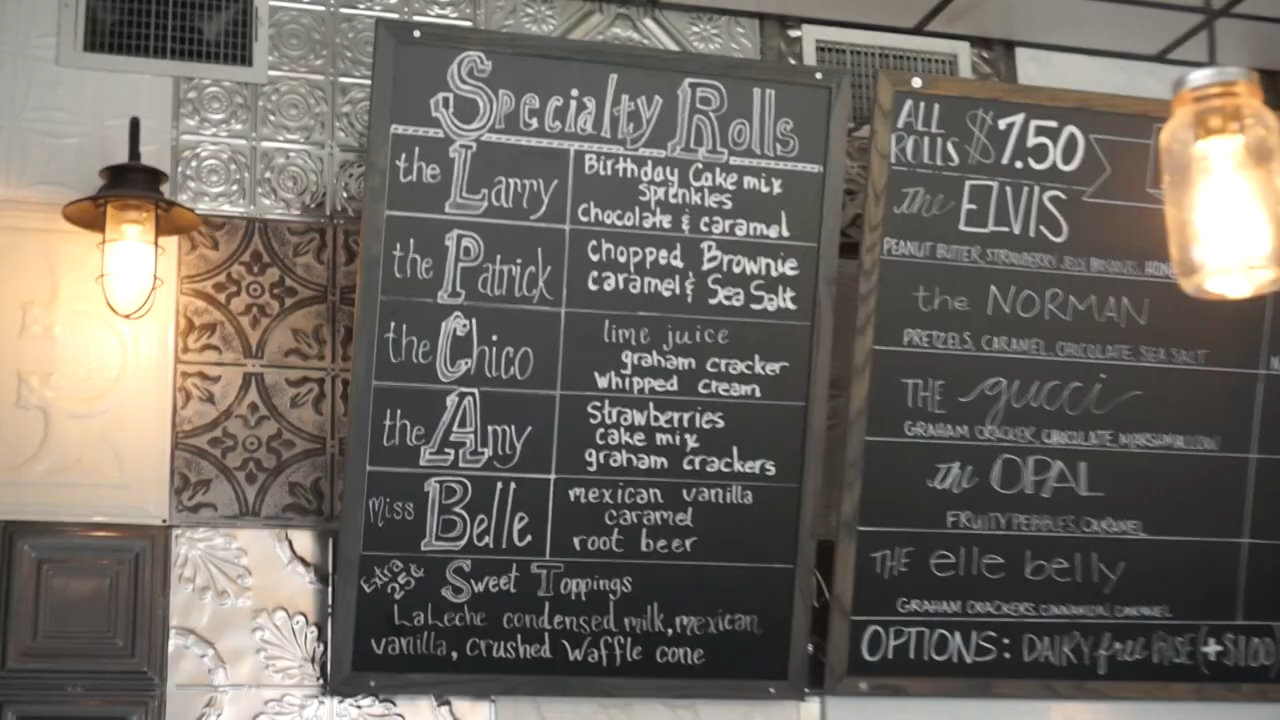 Specialty Rolls
the Larry
Birthday Cake mix
sprenkles
Chocolate & caramel
the Patrick
Chopped Brownie
caramel & Sea Salt
the Chico
lime juice
graham cracker
Whipped cream
the Amy
Strawberries
cake mix
graham crackers
Miss Belle
mexican vanilla
caramel
root beer
Extra 25¢
Sweet Toppings
LaLeche condensed milk, mexican
vanilla, crushed Waffle cone
ALL ROLLS $7.50
The ELVIS
PEANUT BUTTER, STRAWBERRY JELLY,
the NORMAN
PRETZELS, CARAMEL, CHOCOLATE, SEA SALT
THE gucci
GRAHAM CRACKER, CHOCOLATE, MARSHMALLOW
the OPAL
FRUITY PEBBLES, CARAMEL
THE elle belly
GRAHAM CRACKERS, CINNAMON, CARAMEL
OPTIONS: DAIRY free BASE (+$1.00)